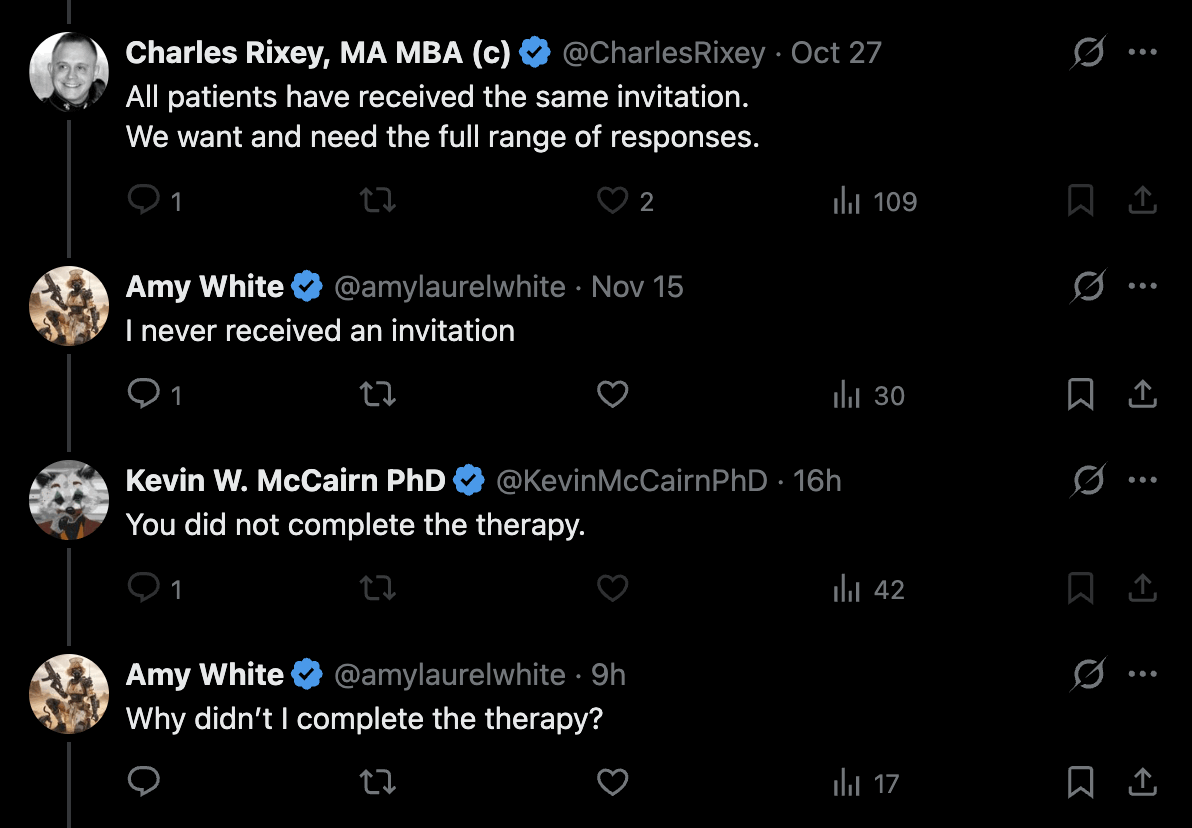 Charles Rixey, MA MBA (c) @CharlesRixey · Oct 27
All patients have received the same invitation.
We want and need the full range of responses.
1 2 109
Amy White @amylaurelwhite · Nov 15
I never received an invitation
1 30
Kevin W. McCairn PhD @KevinMcCairnPhD · 16h
You did not complete the therapy.
1 42
Amy White @amylaurelwhite · 9h
Why didn’t I complete the therapy?
17